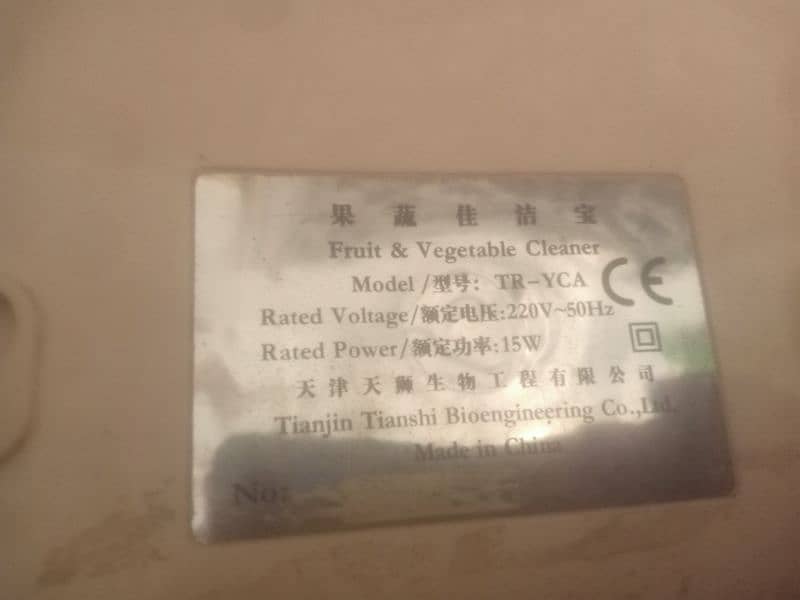 果蔬佳洁宝
Fruit & Vegetable Cleaner
Model /型号: TR-YCA
CE
Rated Voltage/额定电压:220V~50Hz
Rated Power/额定功率:15W
天津天狮生物工程有限公司
Tianjin Tianshi Bioengineering Co.,Ltd.
Made in China
No: